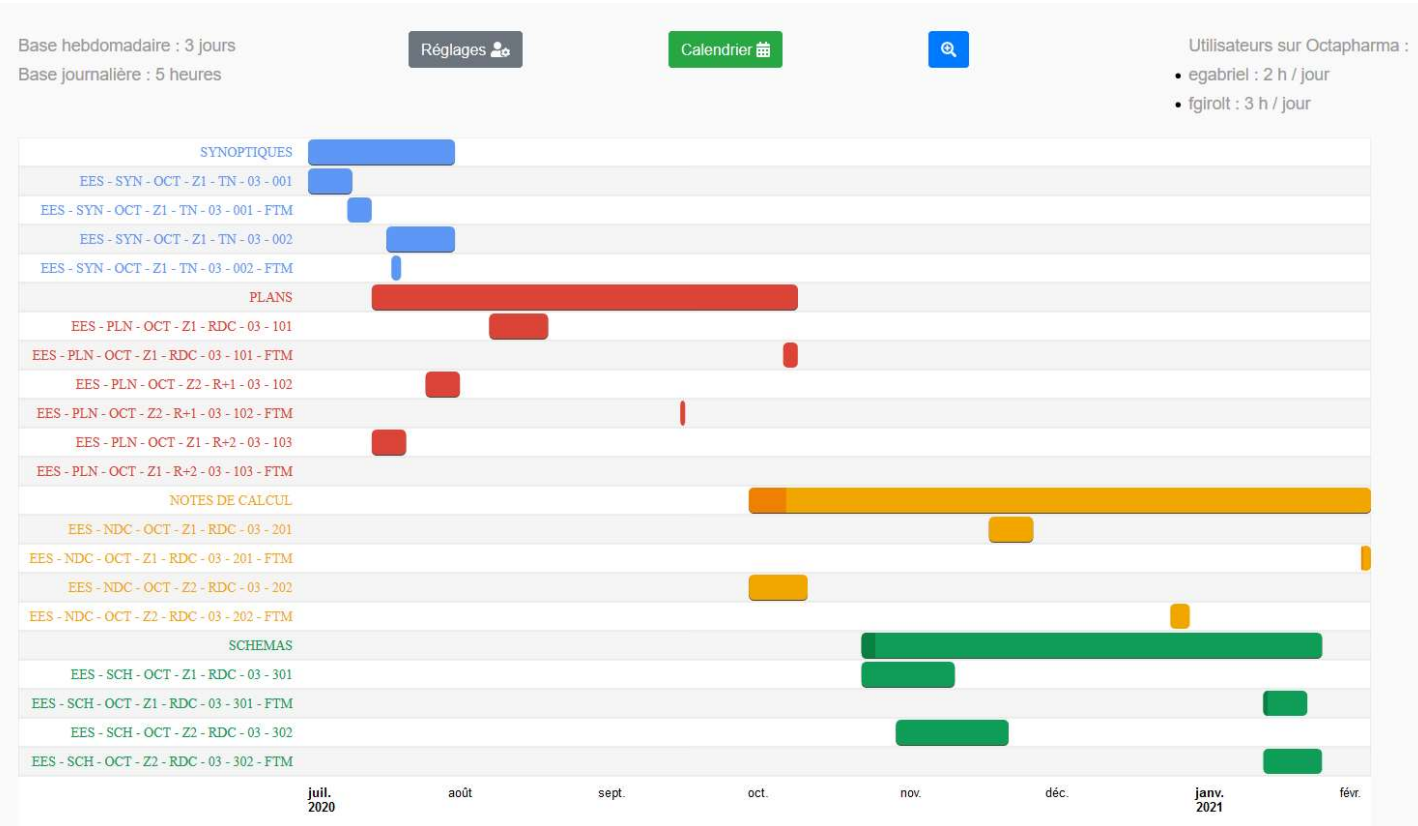 Base hebdomadaire : 3 jours
Base journalière : 5 heures
Réglages
Calendrier
Utilisateurs sur Octapharma :
• egabriel : 2 h / jour
• fgirolt : 3 h / jour
SYNOPTIQUES
EES - SYN - OCT - Z1 - TN - 03 - 001
EES - SYN - OCT - Z1 - TN - 03 - 001 - FTM
EES - SYN - OCT - Z1 - TN - 03 - 002
EES - SYN - OCT - Z1 - TN - 03 - 002 - FTM
PLANS
EES - PLN - OCT - Z1 - RDC - 03 - 101
EES - PLN - OCT - Z1 - RDC - 03 - 101 - FTM
EES - PLN - OCT - Z2 - R+1 - 03 - 102
EES - PLN - OCT - Z2 - R+1 - 03 - 102 - FTM
EES - PLN - OCT - Z1 - R+2 - 03 - 103
EES - PLN - OCT - Z1 - R+2 - 03 - 103 - FTM
NOTES DE CALCUL
EES - NDC - OCT - Z1 - RDC - 03 - 201
EES - NDC - OCT - Z1 - RDC - 03 - 201 - FTM
EES - NDC - OCT - Z2 - RDC - 03 - 202
EES - NDC - OCT - Z2 - RDC - 03 - 202 - FTM
SCHEMAS
EES - SCH - OCT - Z1 - RDC - 03 - 301
EES - SCH - OCT - Z1 - RDC - 03 - 301 - FTM
EES - SCH - OCT - Z2 - RDC - 03 - 302
EES - SCH - OCT - Z2 - RDC - 03 - 302 - FTM
juil. août sept. oct. nov. déc. janv. févr.
2020 2021